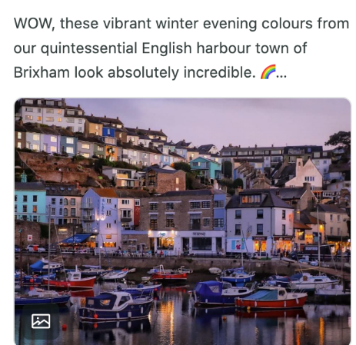 WOW, these vibrant winter evening colours from
our quintessential English harbour town of
Brixham look absolutely incredible. 🌈...